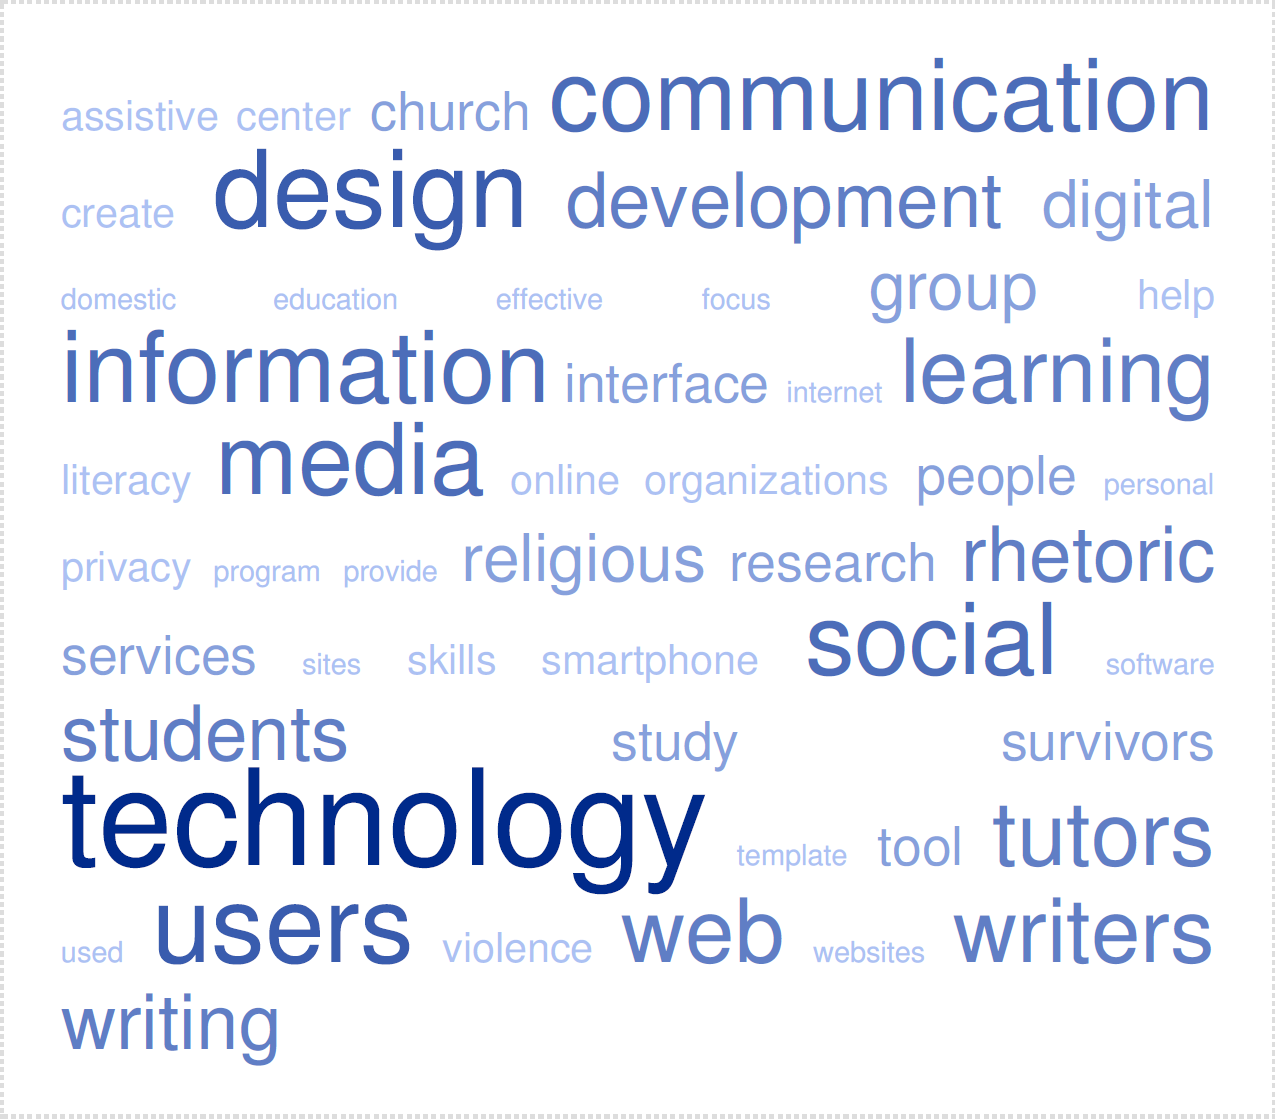 assistive center church communication
create design development digital
domestic education effective focus group help
information interface internet learning
literacy media online organizations people personal
privacy program provide religious research rhetoric
services sites skills smartphone social software
students study survivors
technology template tool tutors
used users violence web websites writers
writing